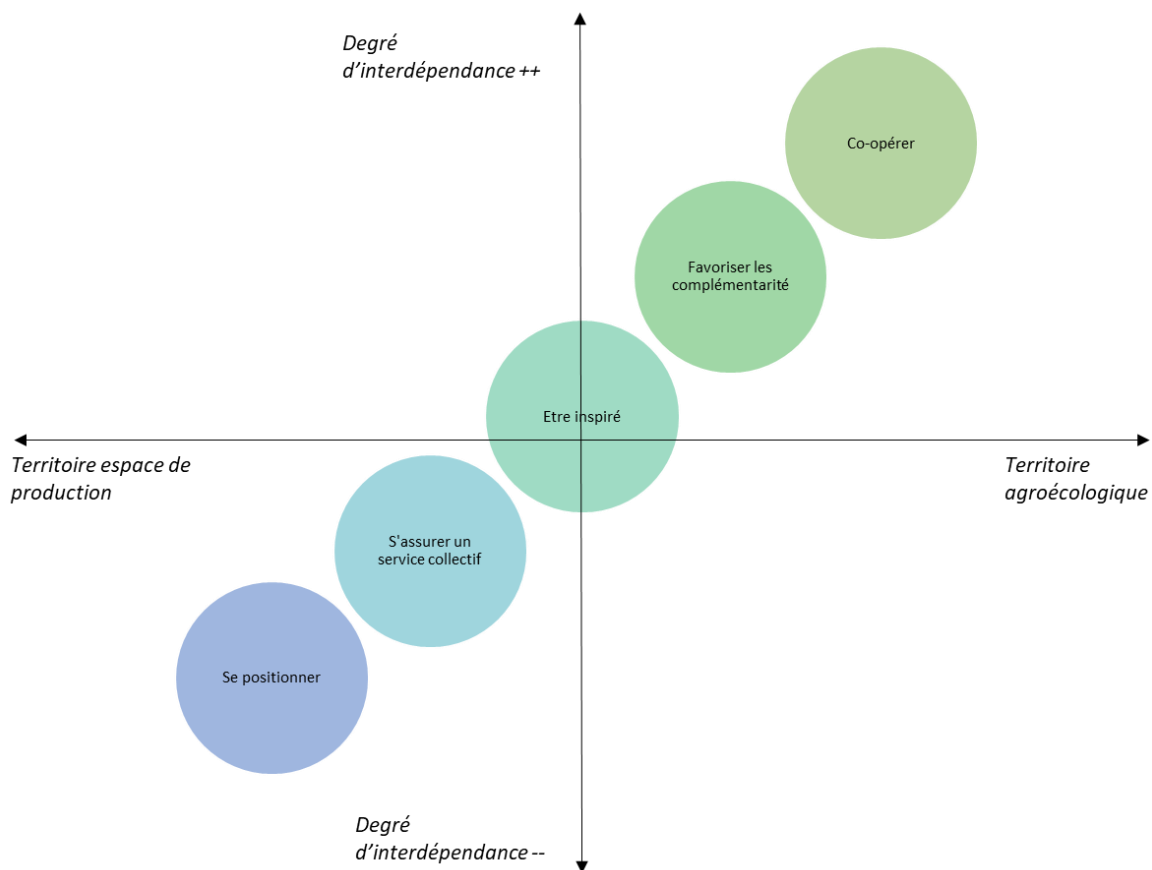 Degré
d'interdépendance ++
Co-opérer
Favoriser les
complémentarité
Etre inspiré
Territoire espace de
production
Territoire
agroécologique
S'assurer un
service collectif
Se positionner
Degré
d'interdépendance --